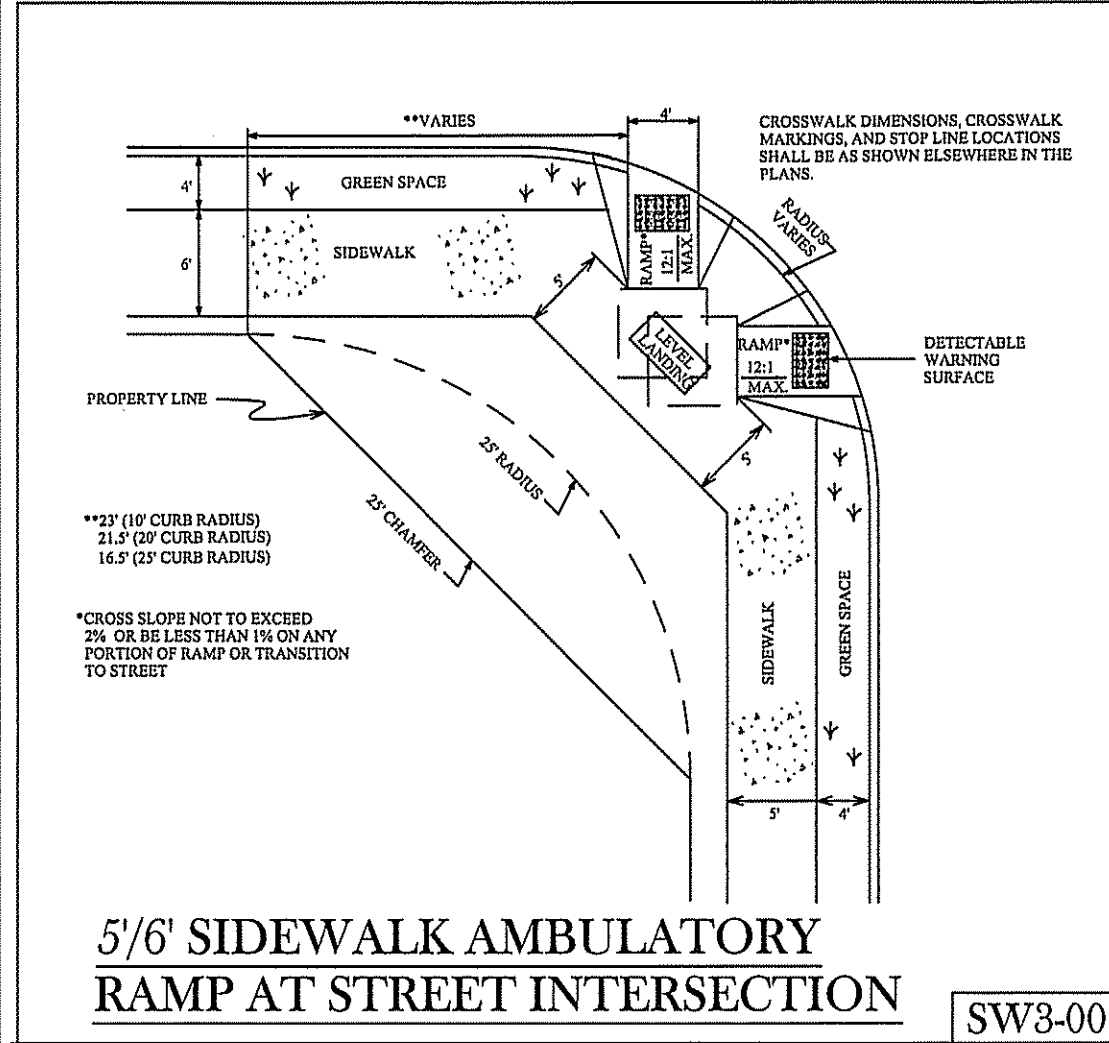 **VARIES
4'
CROSSWALK DIMENSIONS, CROSSWALK
MARKINGS, AND STOP LINE LOCATIONS
SHALL BE AS SHOWN ELSEWHERE IN THE
PLANS.
4'
GREEN SPACE
RADIUS
VARIES
6'
SIDEWALK
RAMP*
12:1
MAX.
5'
LEVEL
LANDING
RAMP*
12:1
MAX.
DETECTABLE
WARNING
SURFACE
PROPERTY LINE
5'
25' RADIUS
25' CHAMFER
**23' (10' CURB RADIUS)
21.5' (20' CURB RADIUS)
16.5' (25' CURB RADIUS)
*CROSS SLOPE NOT TO EXCEED
2% OR BE LESS THAN 1% ON ANY
PORTION OF RAMP OR TRANSITION
TO STREET
SIDEWALK
GREEN SPACE
5'
4'
5'/6' SIDEWALK AMBULATORY
RAMP AT STREET INTERSECTION
SW3-00